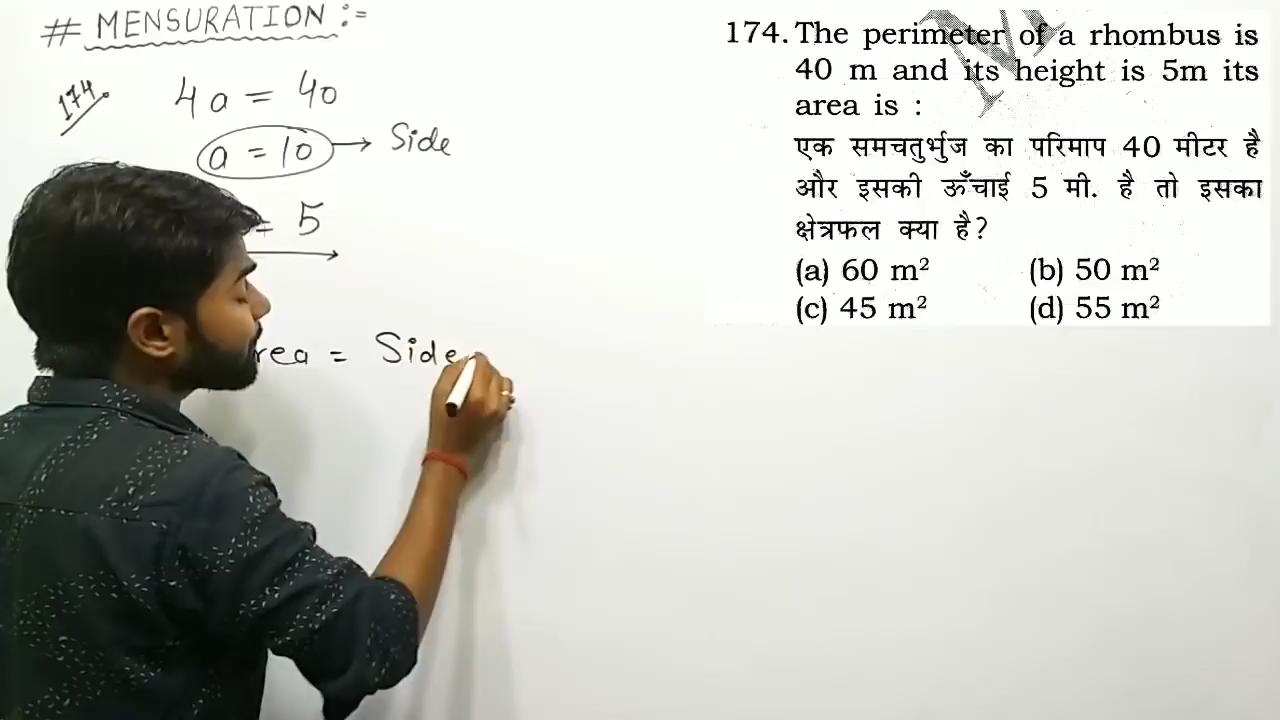 # MENSURATION :=
174.
4a = 40
a = 10 → Side
= 5
rea = Side
174. The perimeter of a rhombus is
40 m and its height is 5m its
area is :
एक समचतुर्भुज का परिमाप 40 मीटर है
और इसकी ऊँचाई 5 मी. है तो इसका
क्षेत्रफल क्या है?
(a) 60 m² (b) 50 m²
(c) 45 m² (d) 55 m²